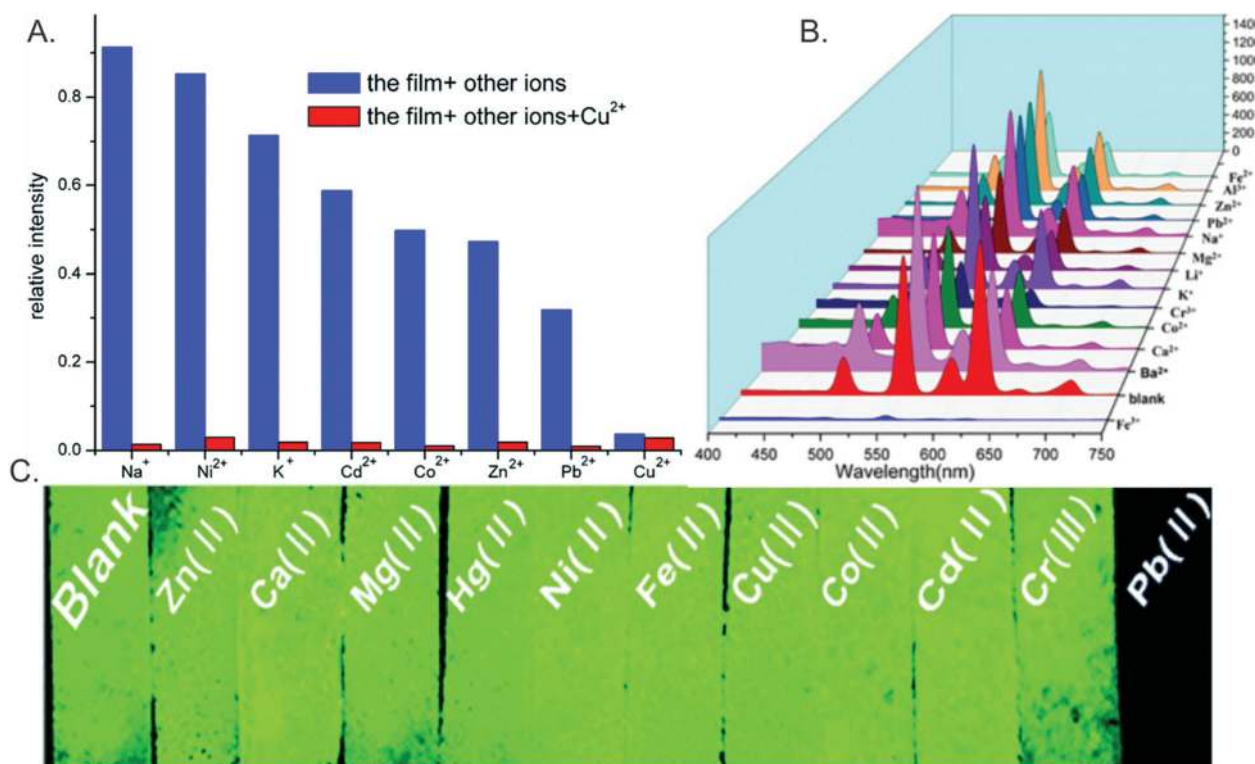 A.
relative intensity
0.8
0.6
0.4
0.2
0.0
the film+ other ions
the film+ other ions+Cu²⁺
Na⁺ Ni²⁺ K⁺ Cd²⁺ Co²⁺ Zn²⁺ Pb²⁺ Cu²⁺
B.
1400
1200
1000
800
600
400
200
0
Fe²⁺
Al³⁺
Zn²⁺
Pb²⁺
Na⁺
Mg²⁺
Li⁺
K⁺
Cr³⁺
Co²⁺
Ca²⁺
Ba²⁺
blank
Fe³⁺
400 450 500 550 600 650 700 750
Wavelength(nm)
C.
Blank
Zn(II)
Ca(II)
Mg(II)
Hg(II)
Ni(II)
Fe(II)
Cu(II)
Co(II)
Cd(II)
Cr(III)
Pb(II)